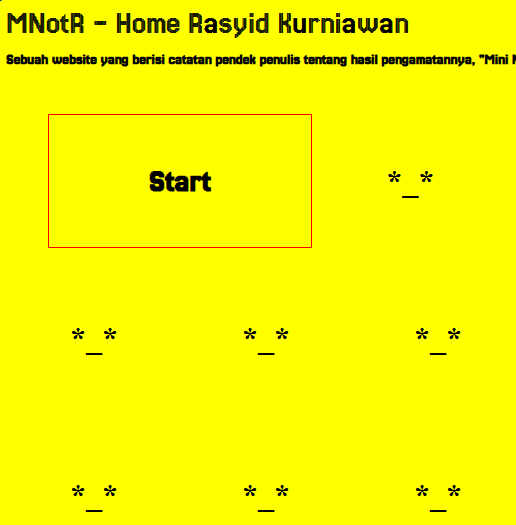 MNotR - Home Rasyid Kurniawan
Sebuah website yang berisi catatan pendek penulis tentang hasil pengamatannya, "Mini
Start
*_*
*_* *_* *_*
*_* *_* *_*